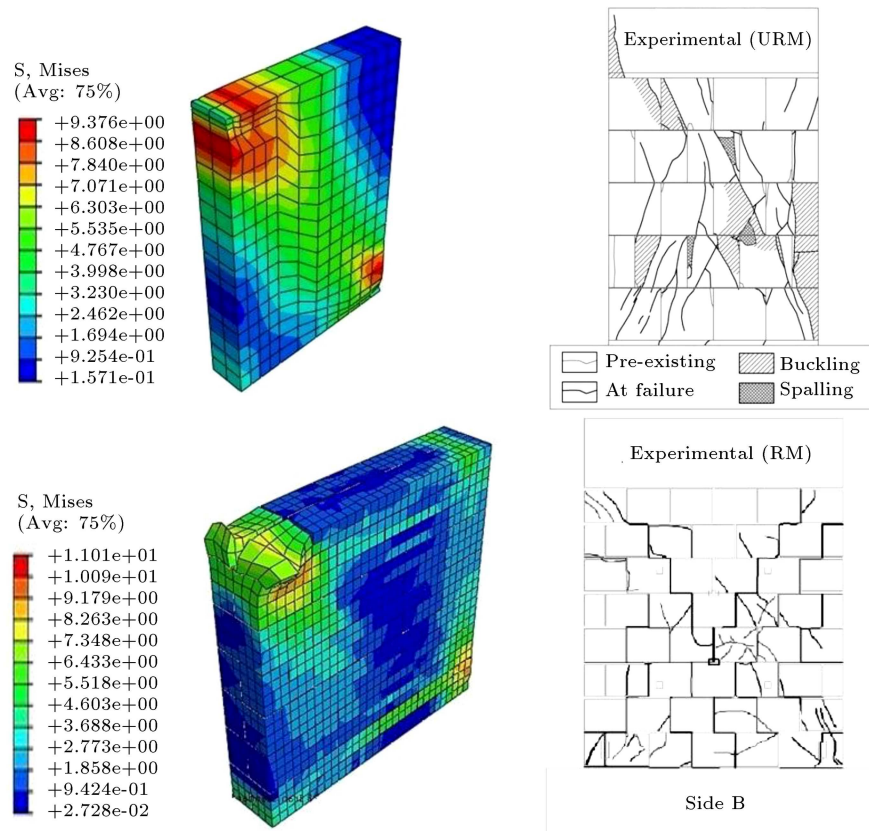 S, Mises
(Avg: 75%)
+9.376e+00
+8.608e+00
+7.840e+00
+7.071e+00
+6.303e+00
+5.535e+00
+4.767e+00
+3.998e+00
+3.230e+00
+2.462e+00
+1.694e+00
+9.254e-01
+1.571e-01
Experimental (URM)
Pre-existing
Buckling
At failure
Spalling
S, Mises
(Avg: 75%)
+1.101e+01
+1.009e+01
+9.179e+00
+8.263e+00
+7.348e+00
+6.433e+00
+5.518e+00
+4.603e+00
+3.688e+00
+2.773e+00
+1.858e+00
+9.424e-01
+2.728e-02
Experimental (RM)
Side B